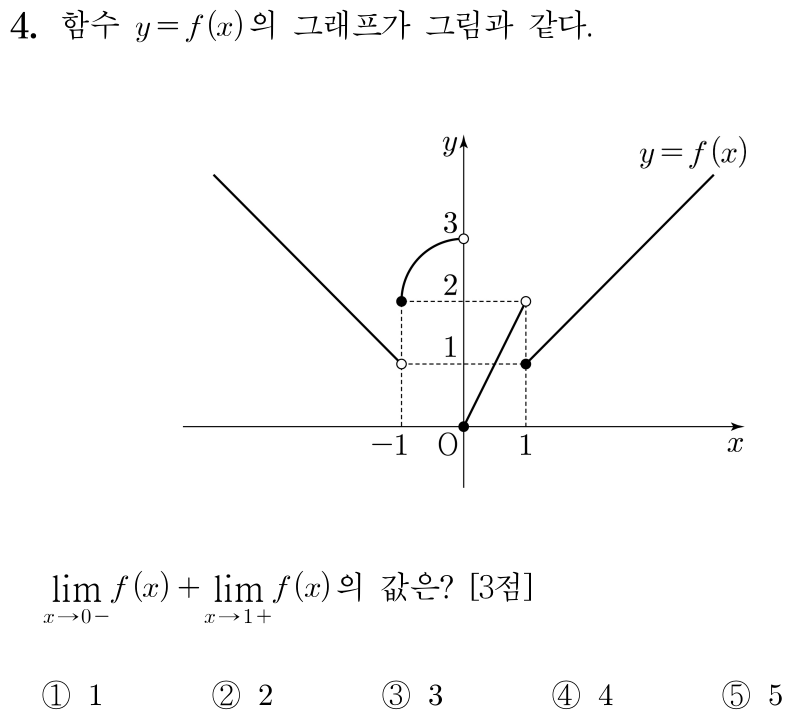 4. 함수 y=f(x)의 그래프가 그림과 같다.
y
y=f(x)
3
2
1
-1 O 1 x
lim f(x)+ lim f(x)의 값은? [3점]
x→0- x→1+
① 1 ② 2 ③ 3 ④ 4 ⑤ 5